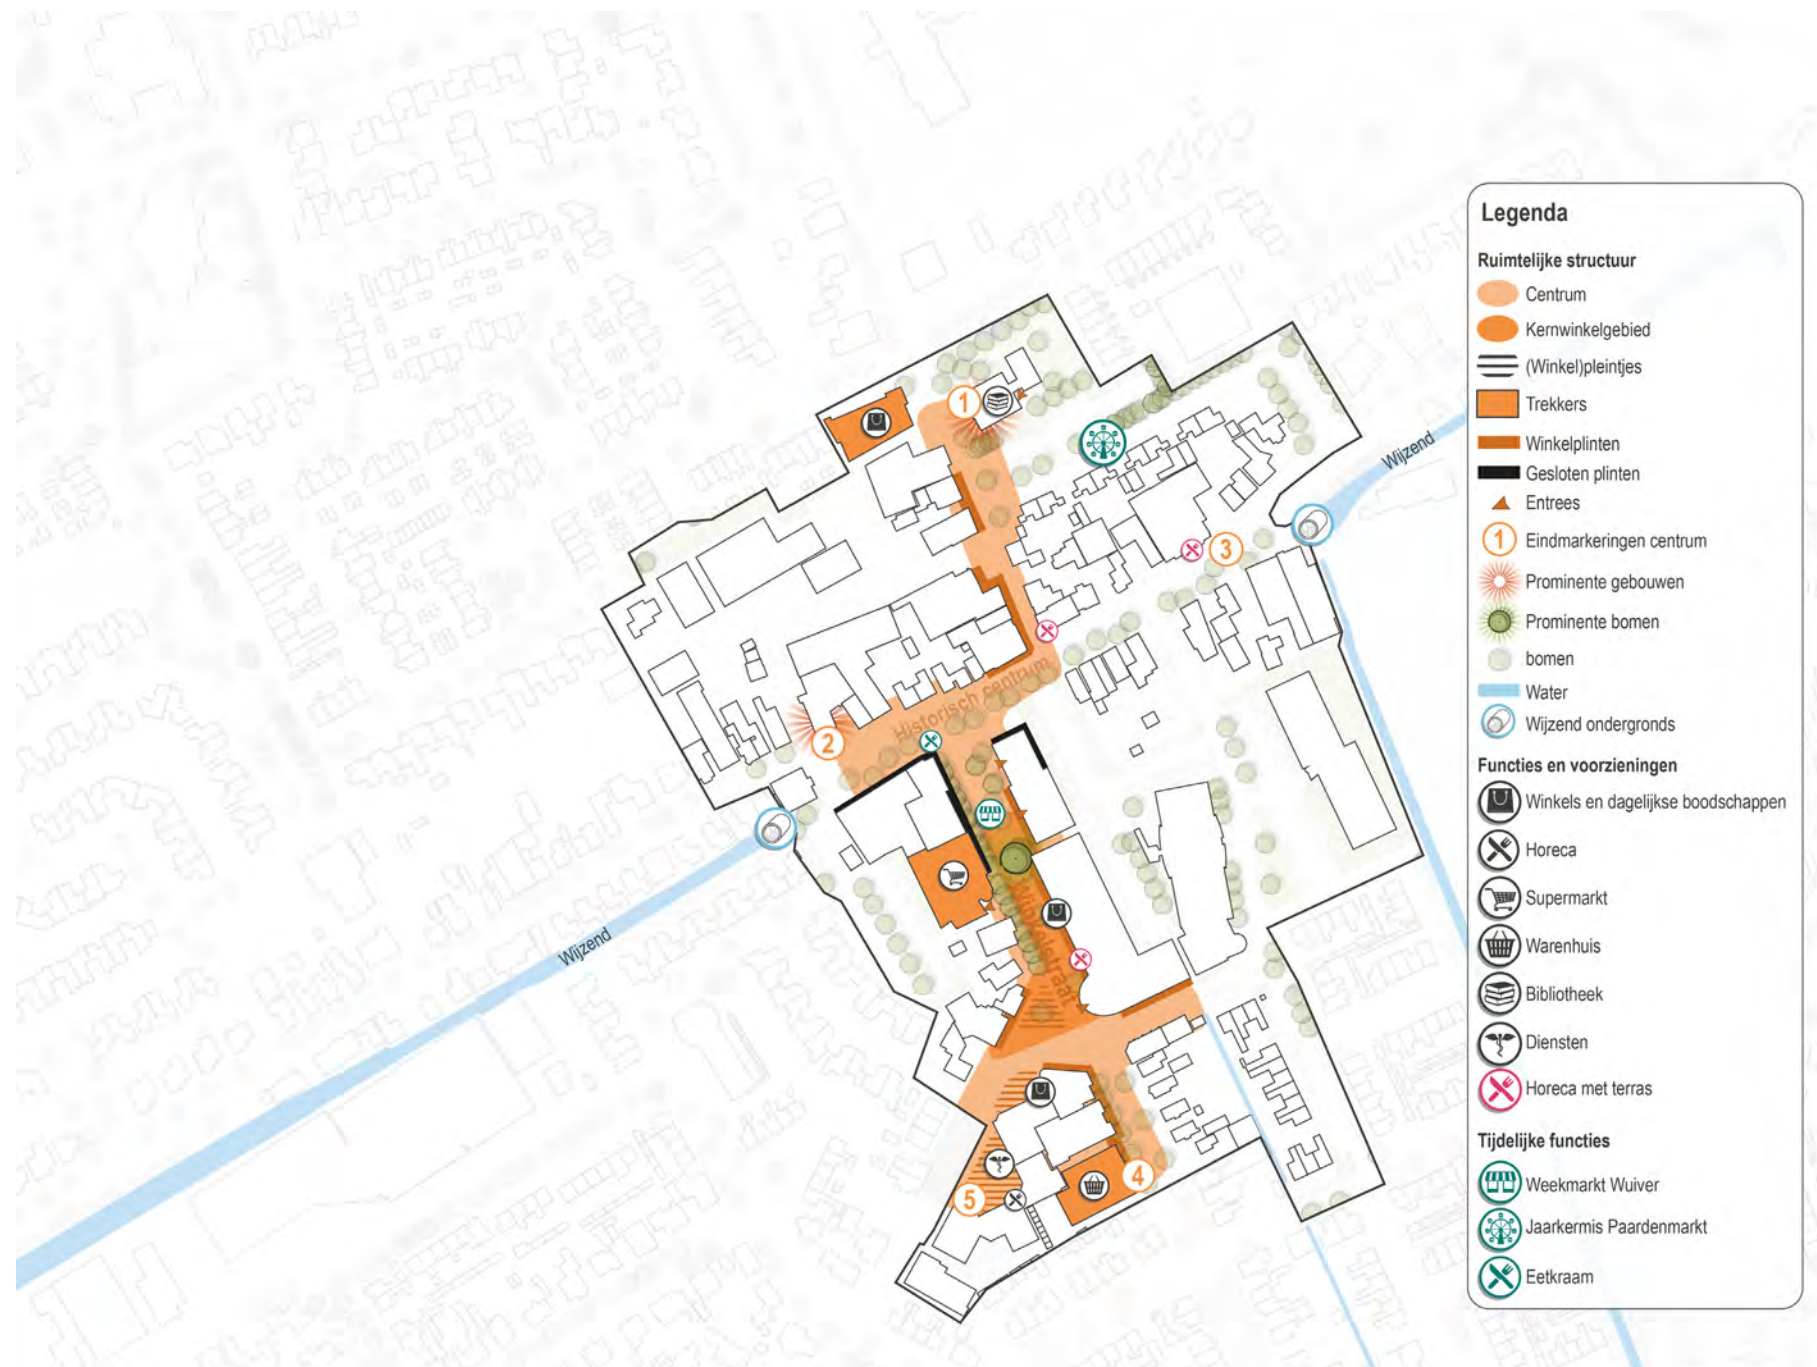 Legenda
Ruimtelijke structuur
Centrum
Kernwinkelgebied
(Winkel)pleintjes
Trekkers
Winkelplinten
Gesloten plinten
Entrees
1 Eindmarkeringen centrum
Prominente gebouwen
Prominente bomen
bomen
Water
Wijzend ondergronds
Functies en voorzieningen
Winkels en dagelijkse boodschappen
Horeca
Supermarkt
Warenhuis
Bibliotheek
Diensten
Horeca met terras
Tijdelijke functies
Weekmarkt Wuiver
Jaarkermis Paardenmarkt
Eetkraam
1
Wijzend
3
Historisch centrum
2
Wijzend
4
5